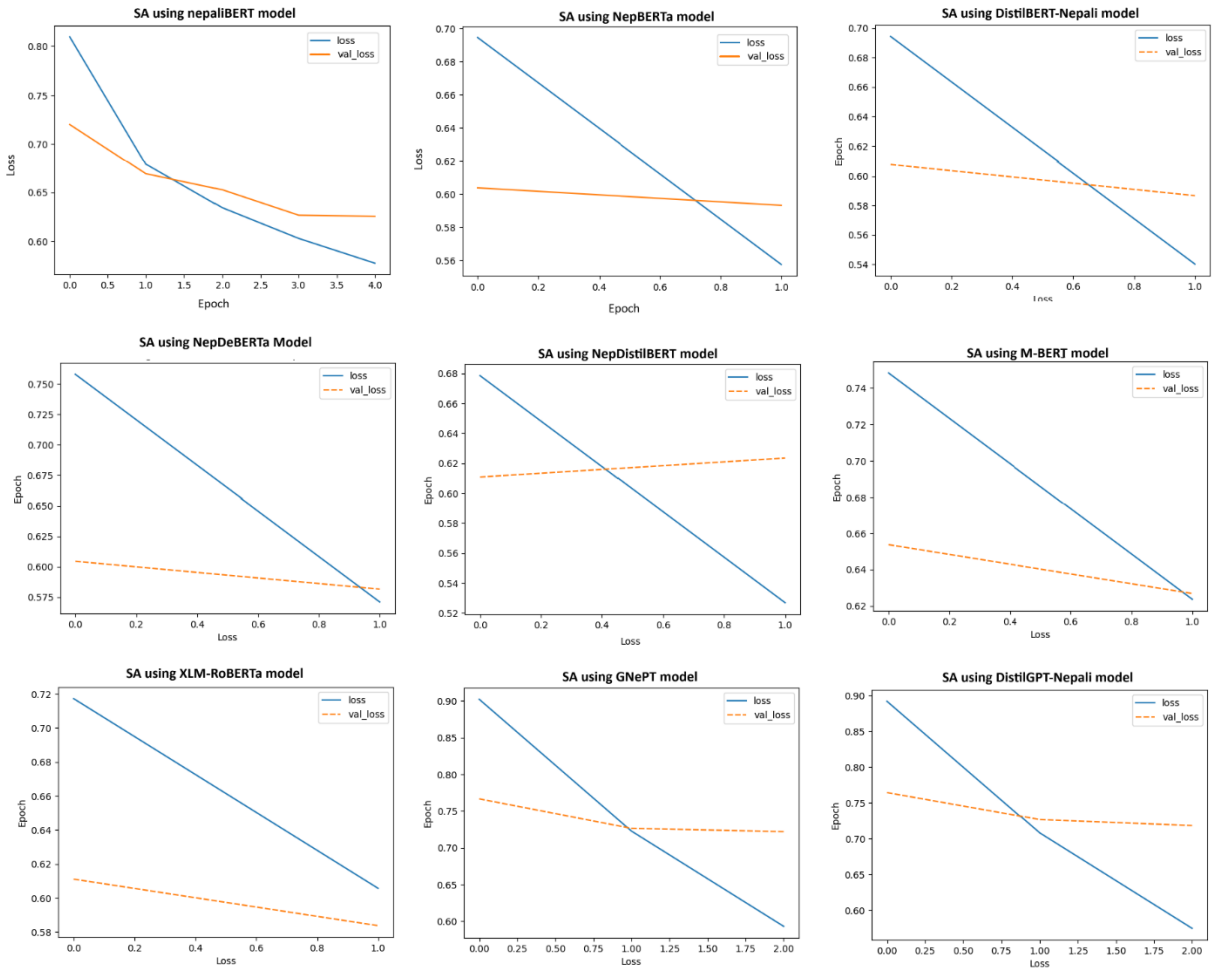 SA using nepaliBERT model
loss
val_loss
0.80
0.75
0.70
0.65
0.60
Loss
0.0 0.5 1.0 1.5 2.0 2.5 3.0 3.5 4.0
Epoch
SA using NepBERTa model
loss
val_loss
0.70
0.68
0.66
0.64
0.62
0.60
0.58
0.56
Loss
0.0 0.2 0.4 0.6 0.8 1.0
Epoch
SA using DistilBERT-Nepali model
loss
val_loss
0.70
0.68
0.66
0.64
0.62
0.60
0.58
0.56
0.54
Epoch
0.0 0.2 0.4 0.6 0.8 1.0
Loss
SA using NepDeBERTa Model
loss
val_loss
0.750
0.725
0.700
0.675
0.650
0.625
0.600
0.575
Epoch
0.0 0.2 0.4 0.6 0.8 1.0
Loss
SA using NepDistilBERT model
loss
val_loss
0.68
0.66
0.64
0.62
0.60
0.58
0.56
0.54
0.52
Epoch
0.0 0.2 0.4 0.6 0.8 1.0
Loss
SA using M-BERT model
loss
val_loss
0.74
0.72
0.70
0.68
0.66
0.64
0.62
Epoch
0.0 0.2 0.4 0.6 0.8 1.0
Loss
SA using XLM-RoBERTa model
loss
val_loss
0.72
0.70
0.68
0.66
0.64
0.62
0.60
0.58
Epoch
0.0 0.2 0.4 0.6 0.8 1.0
Loss
SA using GNePT model
loss
val_loss
0.90
0.85
0.80
0.75
0.70
0.65
0.60
Epoch
0.00 0.25 0.50 0.75 1.00 1.25 1.50 1.75 2.00
Loss
SA using DistilGPT-Nepali model
loss
val_loss
0.90
0.85
0.80
0.75
0.70
0.65
0.60
Epoch
0.00 0.25 0.50 0.75 1.00 1.25 1.50 1.75 2.00
Loss